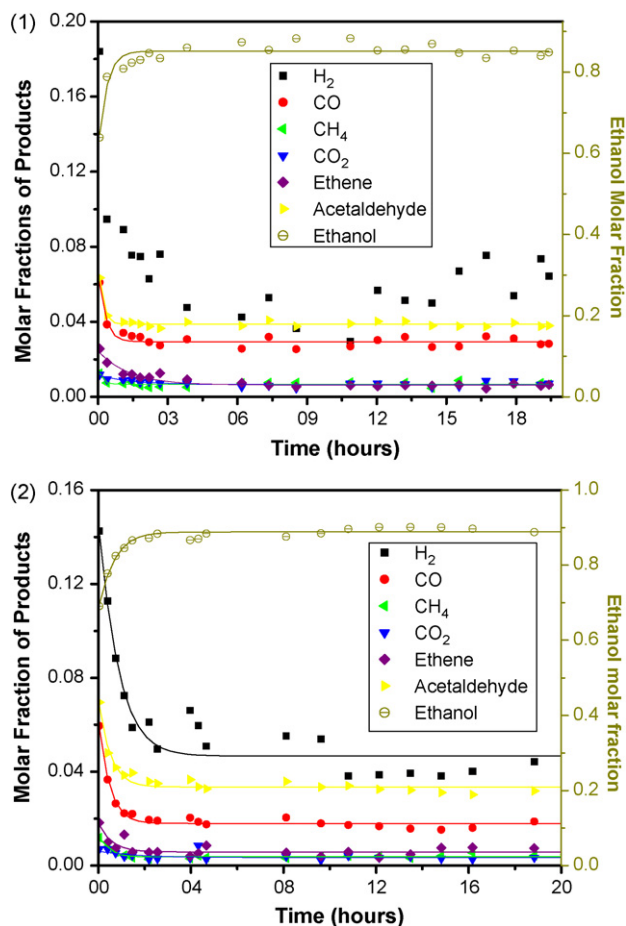 (1)
0.20
0.16
0.12
0.08
0.04
0.00
Molar Fractions of Products
H2
CO
CH4
CO2
Ethene
Acetaldehyde
Ethanol
0.8
0.6
0.4
0.2
0.0
Ethanol Molar Fraction
00 03 06 09 12 15 18
Time (hours)
(2)
0.16
0.12
0.08
0.04
0.00
Molar Fraction of Products
H2
CO
CH4
CO2
Ethene
Acetaldehyde
Ethanol
1.0
0.8
0.6
0.4
0.2
0.0
Ethanol molar fraction
00 04 08 12 16 20
Time (hours)